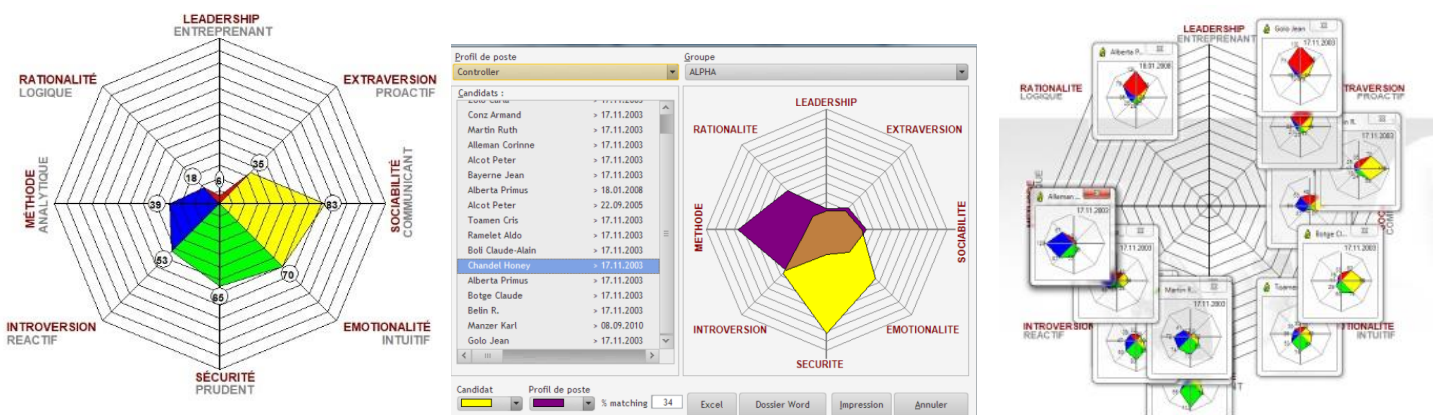 LEADERSHIP
ENTREPRENANT
RATIONALITÉ
LOGIQUE
EXTRAVERSION
PROACTIF
MÉTHODE
ANALYTIQUE
SOCIABILITÉ
COMMUNICANT
INTROVERSION
REACTIF
EMOTIONALITÉ
INTUITIF
SÉCURITÉ
PRUDENT
6
35
18
39
83
53
70
65
Profil de poste
Controller
Groupe
ALPHA
Candidats :
Conz Armand > 17.11.2003
Martin Ruth > 17.11.2003
Alleman Corinne > 17.11.2003
Alcot Peter > 17.11.2003
Bayerne Jean > 17.11.2003
Alberta Primus > 18.01.2008
Alcot Peter > 22.09.2005
Toamen Cris > 17.11.2003
Ramelet Aldo > 17.11.2003
Boli Claude-Alain > 17.11.2003
Chandel Honey > 17.11.2003
Alberta Primus > 17.11.2003
Botge Claude > 17.11.2003
Belin R. > 17.11.2003
Manzer Karl > 08.09.2010
Golo Jean > 17.11.2003
LEADERSHIP
RATIONALITE
EXTRAVERSION
METHODE
SOCIABILITE
INTROVERSION
EMOTIONALITE
SECURITE
Candidat
Profil de poste
% matching 34
Excel
Dossier Word
Impression
Annuler
LEADERSHIP
ENTREPRENANT
RATIONALITÉ
LOGIQUE
TRAVERSION
PROACTIF
INTROVERSION
REACTIF
OTIONALITÉ
INTUITIF
Alberta P...
18.01.2008
Golo Jean
17.11.2003
17.11.2003
Alleman ...
17.11.2003
Botge Cl...
17.11.2003
Martin R...
17.11.2003
Toamen